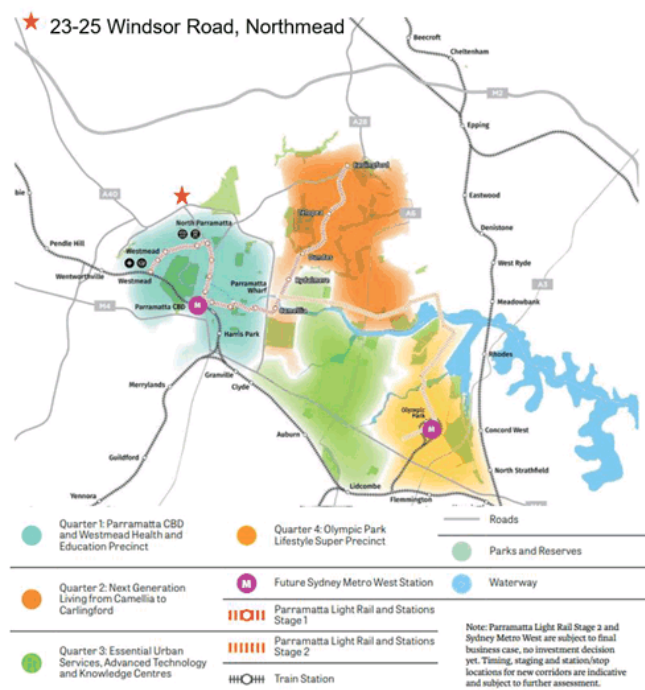 23-25 Windsor Road, Northmead
Beecroft
Cheltenham
M2
Epping
A28
Carlingford
bie
A40
Eastwood
Telopea
A6
North Parramatta
Denistone
Pendle Hill
Westmead
Dundas
West Ryde
Wentworthville
Westmead
Parramatta
Wharf
Rydalmere
A3
M4
Parramatta CBD
M
Camellia
Meadowbank
Harris Park
Rhodes
Granville
Merrylands
Clyde
Olympic
Park
M
Auburn
Concord West
Guildford
North Strathfield
Lidcombe
Yennora
Flemmington
Quarter 1: Parramatta CBD
and Westmead Health and
Education Precinct
Quarter 4: Olympic Park
Lifestyle Super Precinct
Roads
Parks and Reserves
Quarter 2: Next Generation
Living from Camellia to
Carlingford
M
Future Sydney Metro West Station
Waterway
Parramatta Light Rail and Stations
Stage 1
Quarter 3: Essential Urban
Services, Advanced Technology
and Knowledge Centres
Parramatta Light Rail and Stations
Stage 2
Train Station
Note: Parramatta Light Rail Stage 2 and
Sydney Metro West are subject to final
business case, no investment decision
yet. Timing, staging and station/stop
locations for new corridors are indicative
and subject to further assessment.